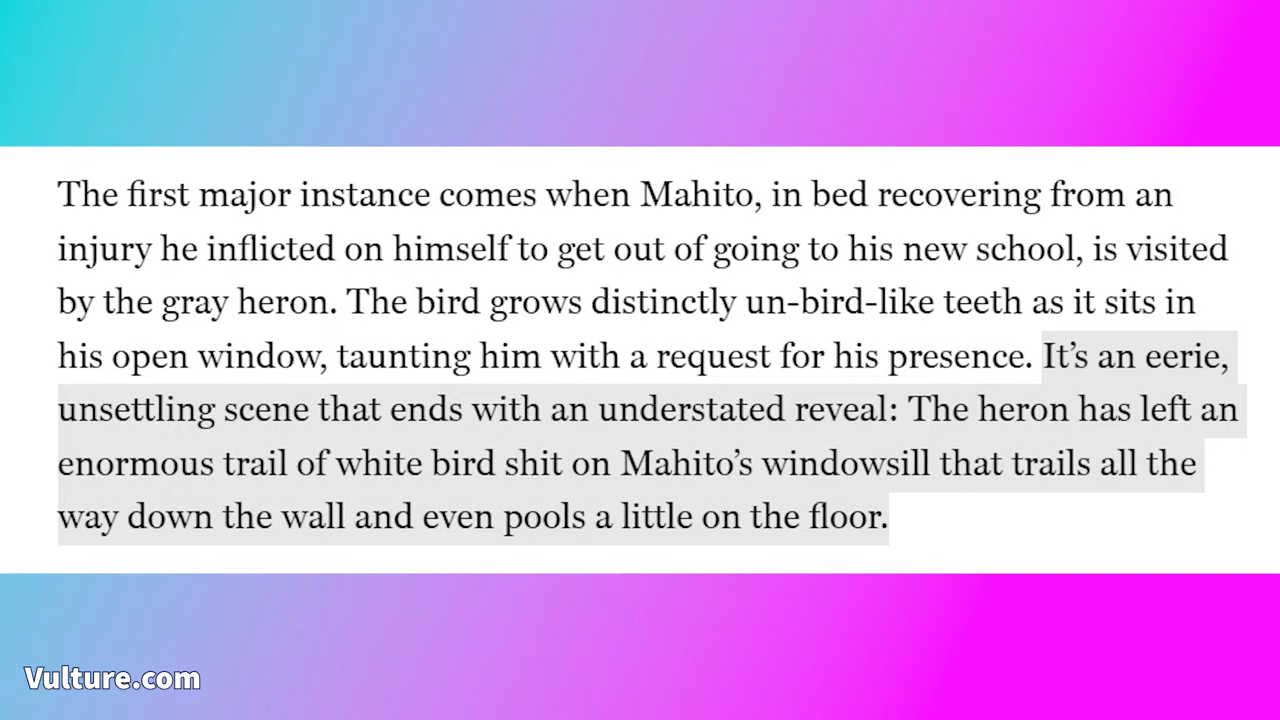 The first major instance comes when Mahito, in bed recovering from an
injury he inflicted on himself to get out of going to his new school, is visited
by the gray heron. The bird grows distinctly un-bird-like teeth as it sits in
his open window, taunting him with a request for his presence. It’s an eerie,
unsettling scene that ends with an understated reveal: The heron has left an
enormous trail of white bird shit on Mahito’s windowsill that trails all the
way down the wall and even pools a little on the floor.
Vulture.com